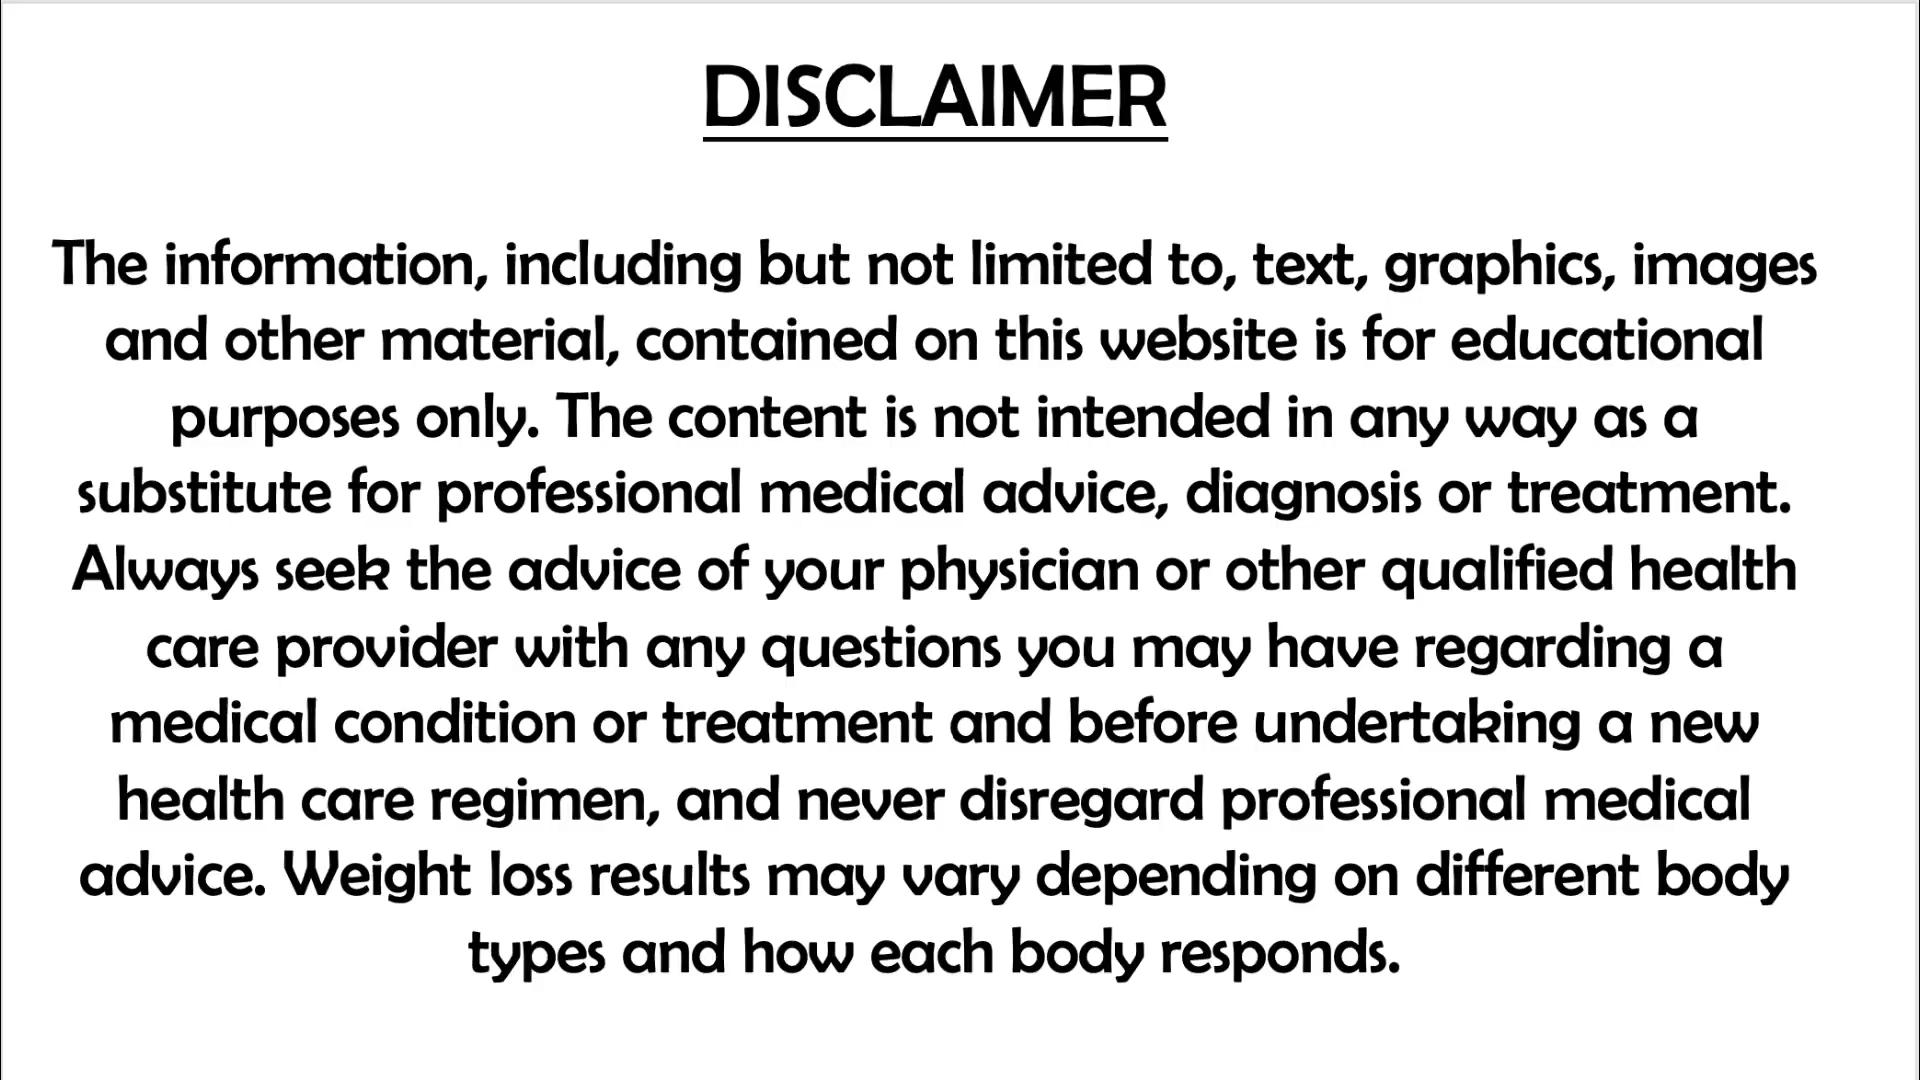 DISCLAIMER
The information, including but not limited to, text, graphics, images
and other material, contained on this website is for educational
purposes only. The content is not intended in any way as a
substitute for professional medical advice, diagnosis or treatment.
Always seek the advice of your physician or other qualified health
care provider with any questions you may have regarding a
medical condition or treatment and before undertaking a new
health care regimen, and never disregard professional medical
advice. Weight loss results may vary depending on different body
types and how each body responds.